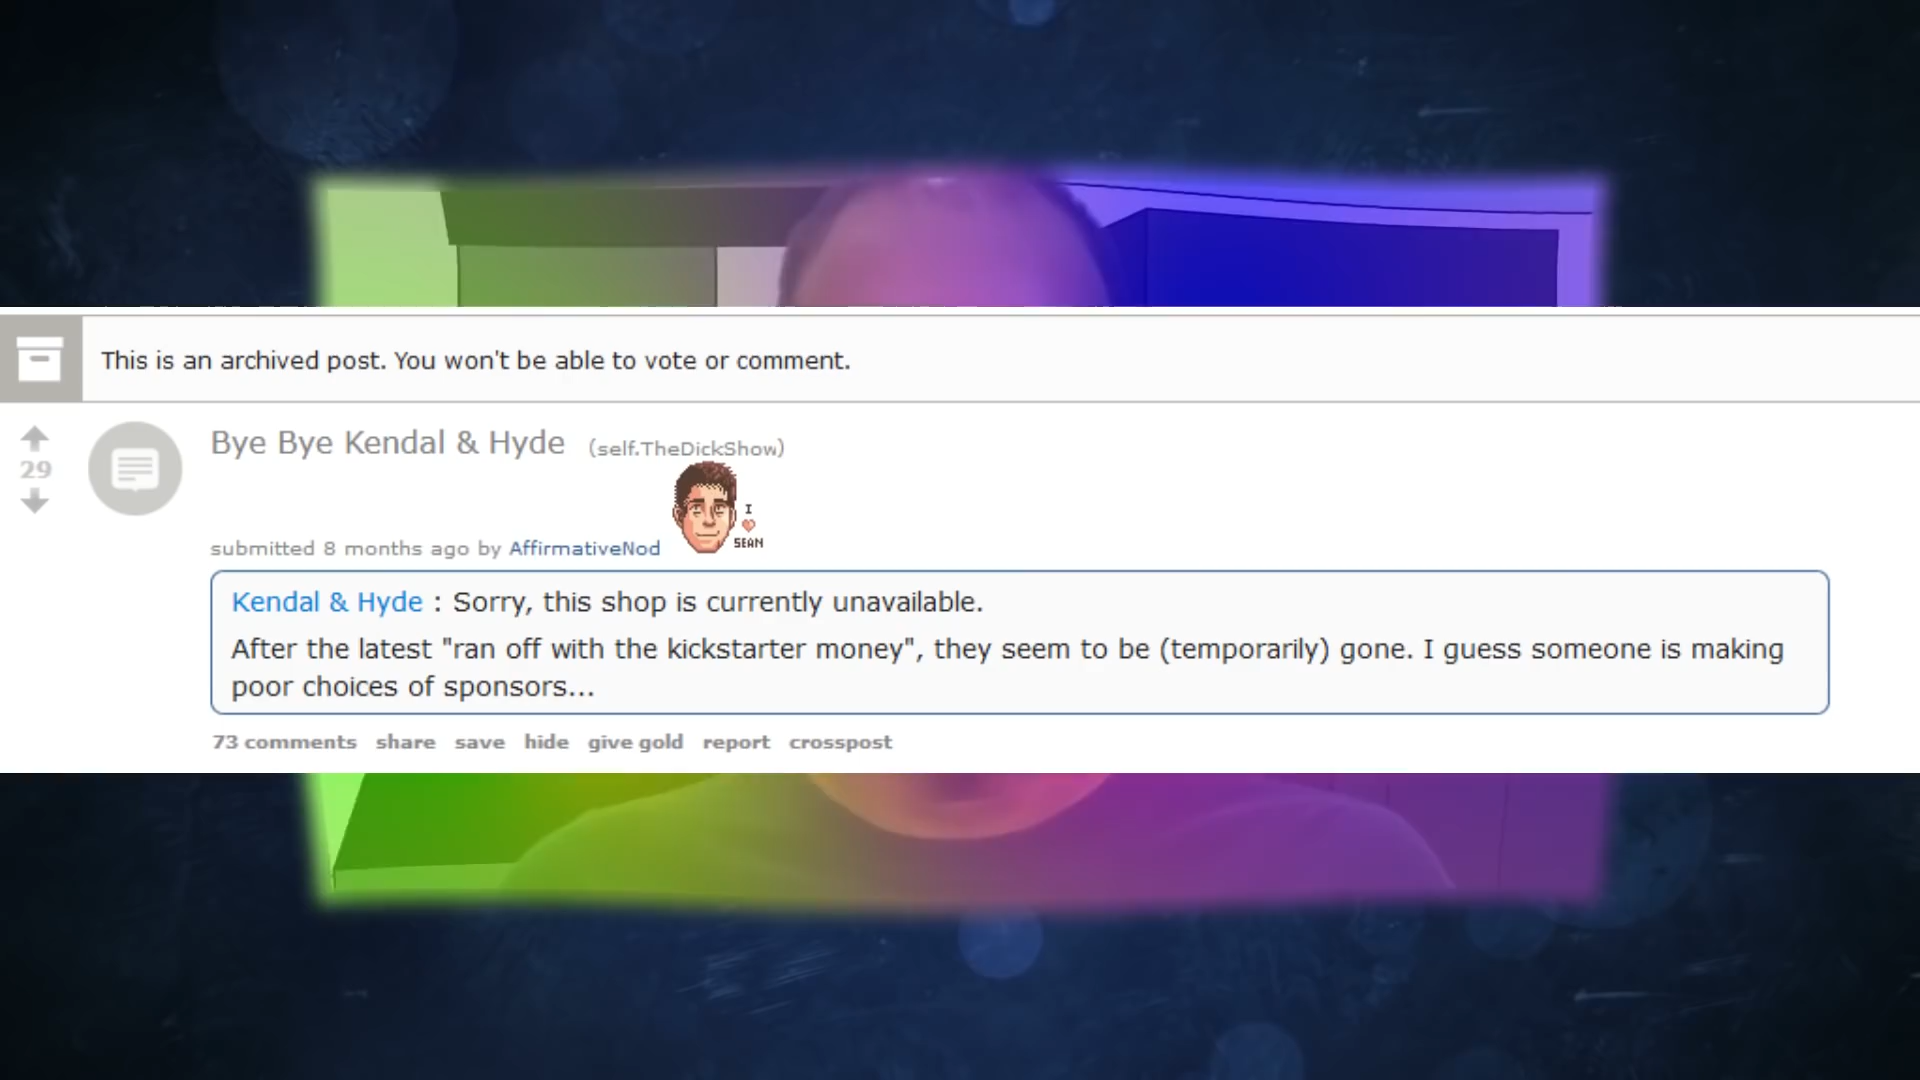 This is an archived post. You won't be able to vote or comment.
29
Bye Bye Kendal & Hyde (self.TheDickShow)
I
SEAN
submitted 8 months ago by AffirmativeNod
Kendal & Hyde : Sorry, this shop is currently unavailable.
After the latest "ran off with the kickstarter money", they seem to be (temporarily) gone. I guess someone is making
poor choices of sponsors...
73 comments share save hide give gold report crosspost